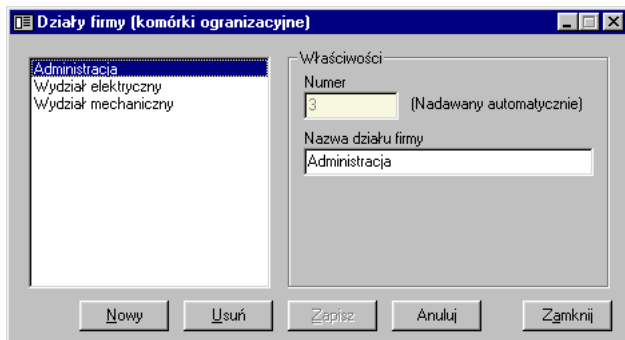 Działy firmy (komórki ogranizacyjne)
Administracja
Wydział elektryczny
Wydział mechaniczny
Właściwości
Numer
3 (Nadawany automatycznie)
Nazwa działu firmy
Administracja
Nowy Usuń Zapisz Anuluj Zamknij